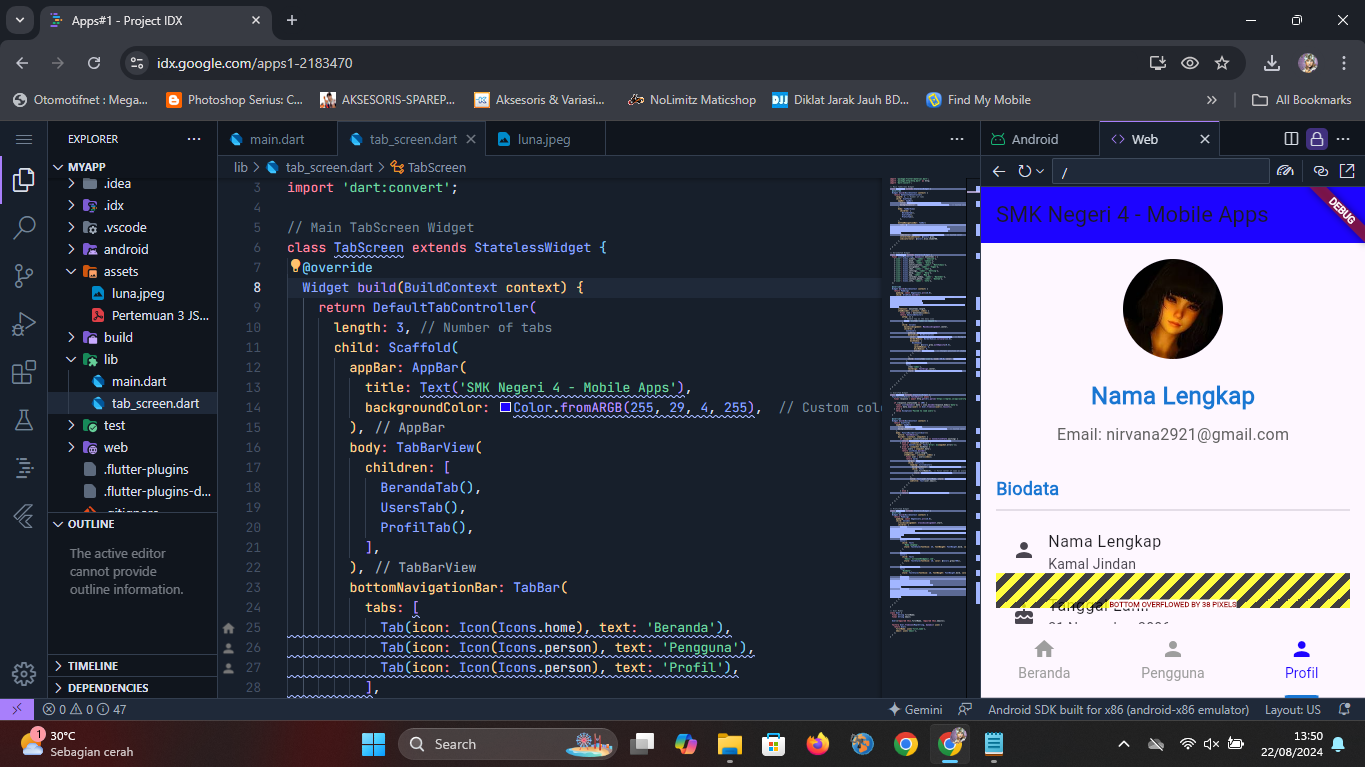 Apps#1 - Project IDX
idx.google.com/apps1-2183470
Otomotifnet : Mega...
Photoshop Serius: C...
AKSESORIS-SPAREP...
Aksesoris & Variasi...
NoLimitz Maticshop
DJJ
Diklat Jarak Jauh BD...
Find My Mobile
All Bookmarks
EXPLORER
MYAPP
.idea
.idx
.vscode
android
assets
luna.jpeg
Pertemuan 3 JS...
build
lib
main.dart
tab_screen.dart
test
web
.flutter-plugins
.flutter-plugins-d...
.gitignore
OUTLINE
The active editor
cannot provide
outline information.
TIMELINE
DEPENDENCIES
main.dart
tab_screen.dart
luna.jpeg
lib > tab_screen.dart > TabScreen
3 import 'dart:convert';
4
5 // Main TabScreen Widget
6 class TabScreen extends StatelessWidget {
7 @override
8 Widget build(BuildContext context) {
9 return DefaultTabController(
10 length: 3, // Number of tabs
11 child: Scaffold(
12 appBar: AppBar(
13 title: Text('SMK Negeri 4 - Mobile Apps'),
14 backgroundColor: Color.fromARGB(255, 29, 4, 255), // Custom col
15 ), // AppBar
16 body: TabBarView(
17 children: [
18 BerandaTab(),
19 UsersTab(),
20 ProfilTab(),
21 ],
22 ), // TabBarView
23 bottomNavigationBar: TabBar(
24 tabs: [
25 Tab(icon: Icon(Icons.home), text: 'Beranda'),
26 Tab(icon: Icon(Icons.person), text: 'Pengguna'),
27 Tab(icon: Icon(Icons.person), text: 'Profil'),
28 ],
Android
Web
/
SMK Negeri 4 - Mobile Apps
DEBUG
Nama Lengkap
Email: nirvana2921@gmail.com
Biodata
Nama Lengkap
Kamal Jindan
BOTTOM OVERFLOWED BY 38 PIXELS
Beranda
Pengguna
Profil
0 0 47
Gemini
Android SDK built for x86 (android-x86 emulator)
Layout: US
1
30°C
Sebagian cerah
Search
13:50
22/08/2024